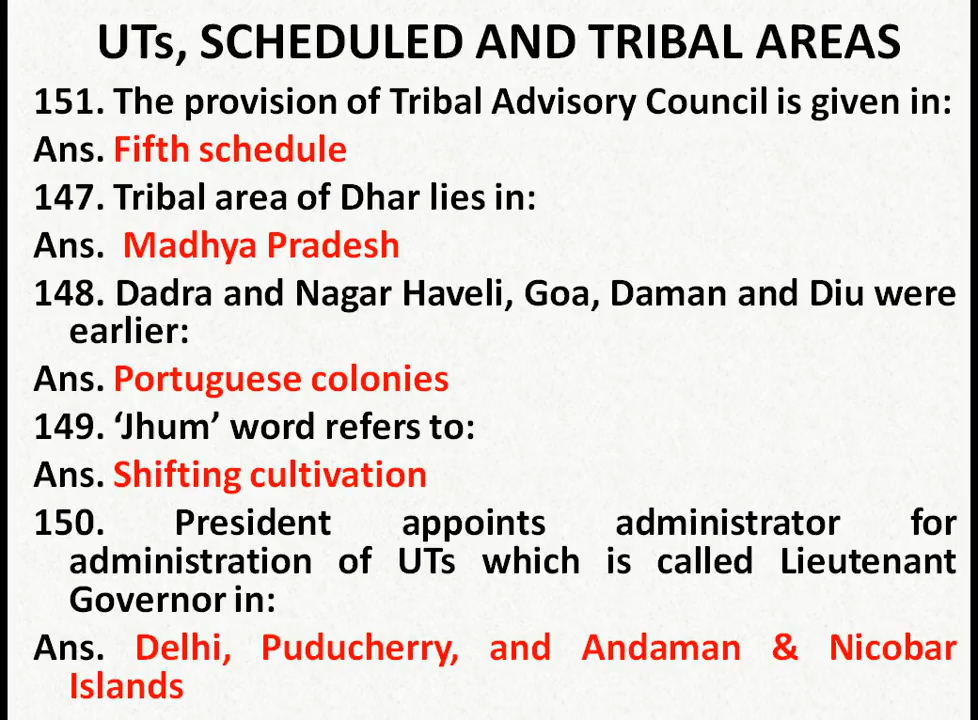 UTs, SCHEDULED AND TRIBAL AREAS
151. The provision of Tribal Advisory Council is given in:
Ans. Fifth schedule
147. Tribal area of Dhar lies in:
Ans. Madhya Pradesh
148. Dadra and Nagar Haveli, Goa, Daman and Diu were
earlier:
Ans. Portuguese colonies
149. ‘Jhum’ word refers to:
Ans. Shifting cultivation
150. President appoints administrator for
administration of UTs which is called Lieutenant
Governor in:
Ans. Delhi, Puducherry, and Andaman & Nicobar
Islands